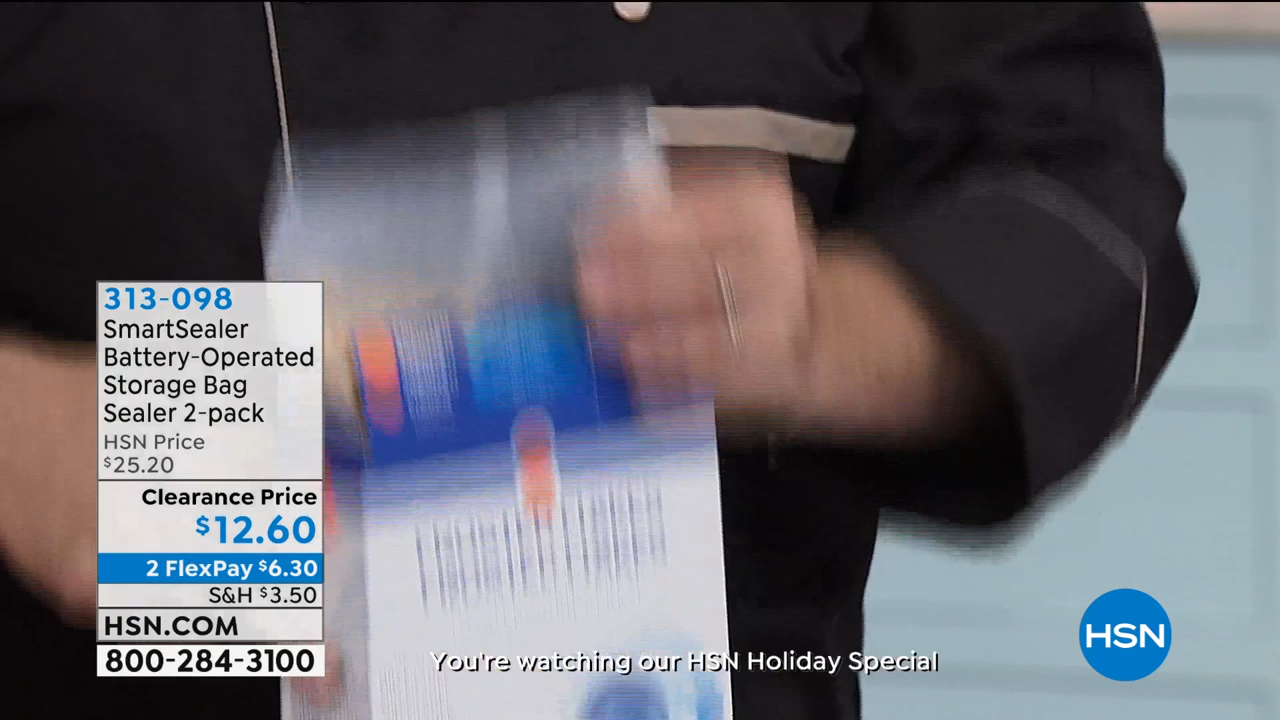 313-098
SmartSealer
Battery-Operated
Storage Bag
Sealer 2-pack
HSN Price
$25.20
Clearance Price
$12.60
2 FlexPay $6.30
S&H $3.50
HSN.COM
800-284-3100
You're watching our HSN Holiday Special
HSN